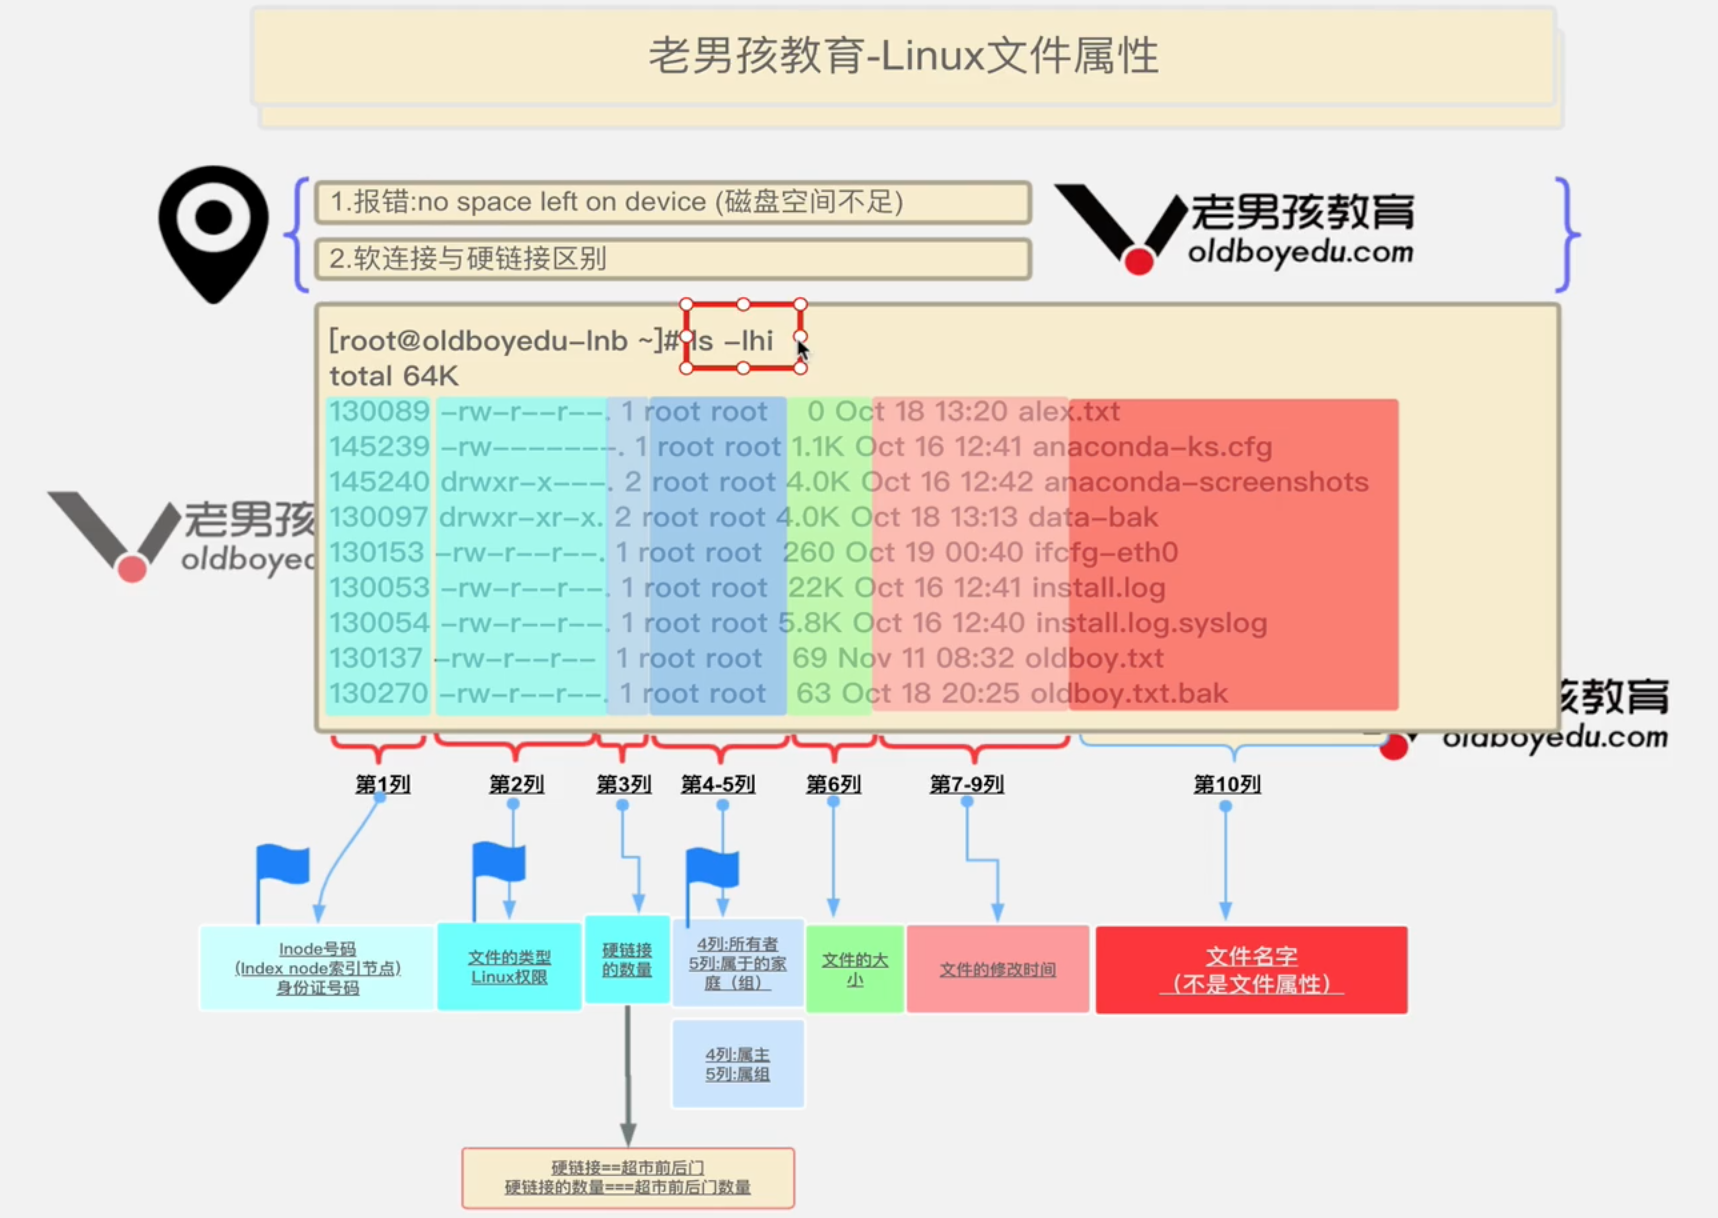 老男孩教育-Linux文件属性
1.报错:no space left on device (磁盘空间不足)
2.软连接与硬链接区别
老男孩教育
oldboyedu.com
[root@oldboyedu-lnb ~]# ls -lhi
total 64K
130089 -rw-r--r--. 1 root root 0 Oct 18 13:20 alex.txt
145239 -rw-------. 1 root root 1.1K Oct 16 12:41 anaconda-ks.cfg
145240 drwxr-x---. 2 root root 4.0K Oct 16 12:42 anaconda-screenshots
130097 drwxr-xr-x. 2 root root 4.0K Oct 18 13:13 data-bak
130153 -rw-r--r--. 1 root root 260 Oct 19 00:40 ifcfg-eth0
130053 -rw-r--r--. 1 root root 22K Oct 16 12:41 install.log
130054 -rw-r--r--. 1 root root 5.8K Oct 16 12:40 install.log.syslog
130137 -rw-r--r-- 1 root root 69 Nov 11 08:32 oldboy.txt
130270 -rw-r--r--. 1 root root 63 Oct 18 20:25 oldboy.txt.bak
老男孩
oldboyed
教育
oldboyedu.com
第1列 第2列 第3列 第4-5列 第6列 第7-9列 第10列
Inode号码
(Index node索引节点)
身份证号码
文件的类型
Linux权限
硬链接
的数量
4列:所有者
5列:属于的家
庭（组）
文件的大
小
文件的修改时间
文件名字
（不是文件属性）
4列:属主
5列:属组
硬链接==超市前后门
硬链接的数量===超市前后门数量